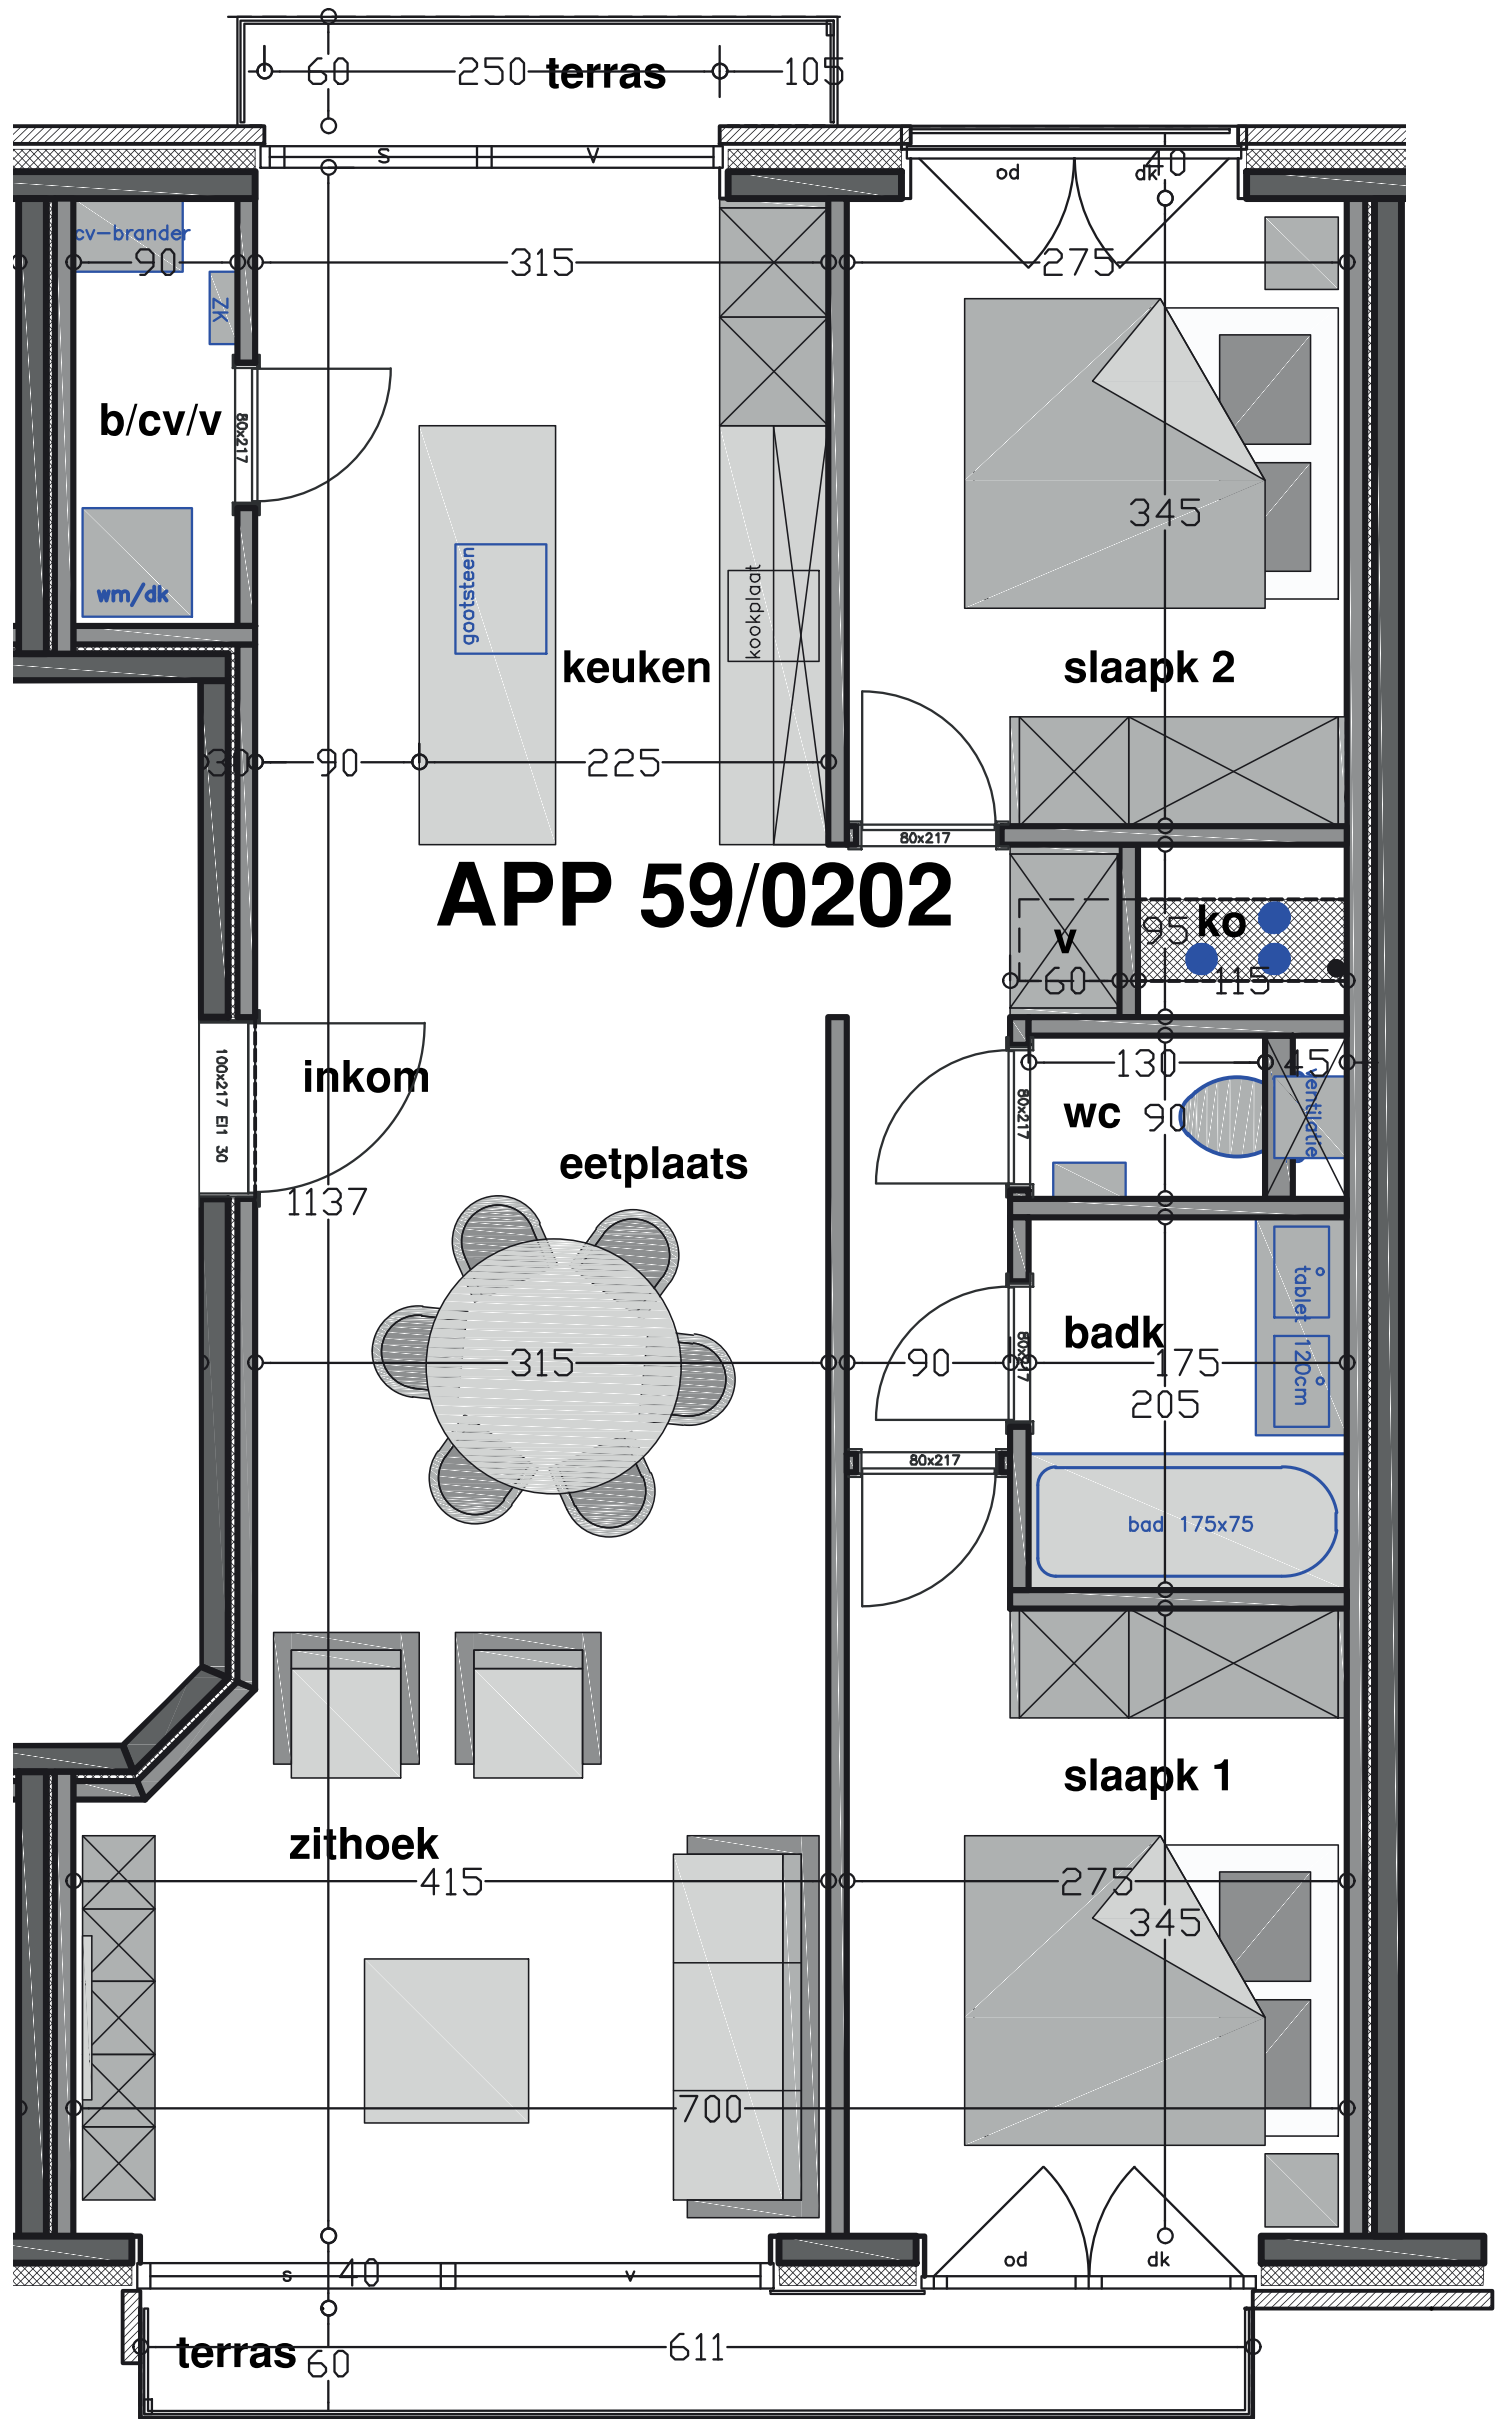 60 250 terras 105
s v
od dk 40
cv-brander
90 315 275
ZK
b/cv/v
80x217
345
gootsteen
kookplaat
wm/dk
keuken
slaapk 2
30 90 225
80x217
APP 59/0202
v 95 ko
60 115
inkom
100x217 EI1 30
130 45
wc 90
80x217
ventilatie
eetplaats
1137
tablet 120cm
badk
80x217
315 90 175
205
80x217
bad 175x75
slaapk 1
zithoek
415 275
345
700
od dk
s 40 v
611
terras 60